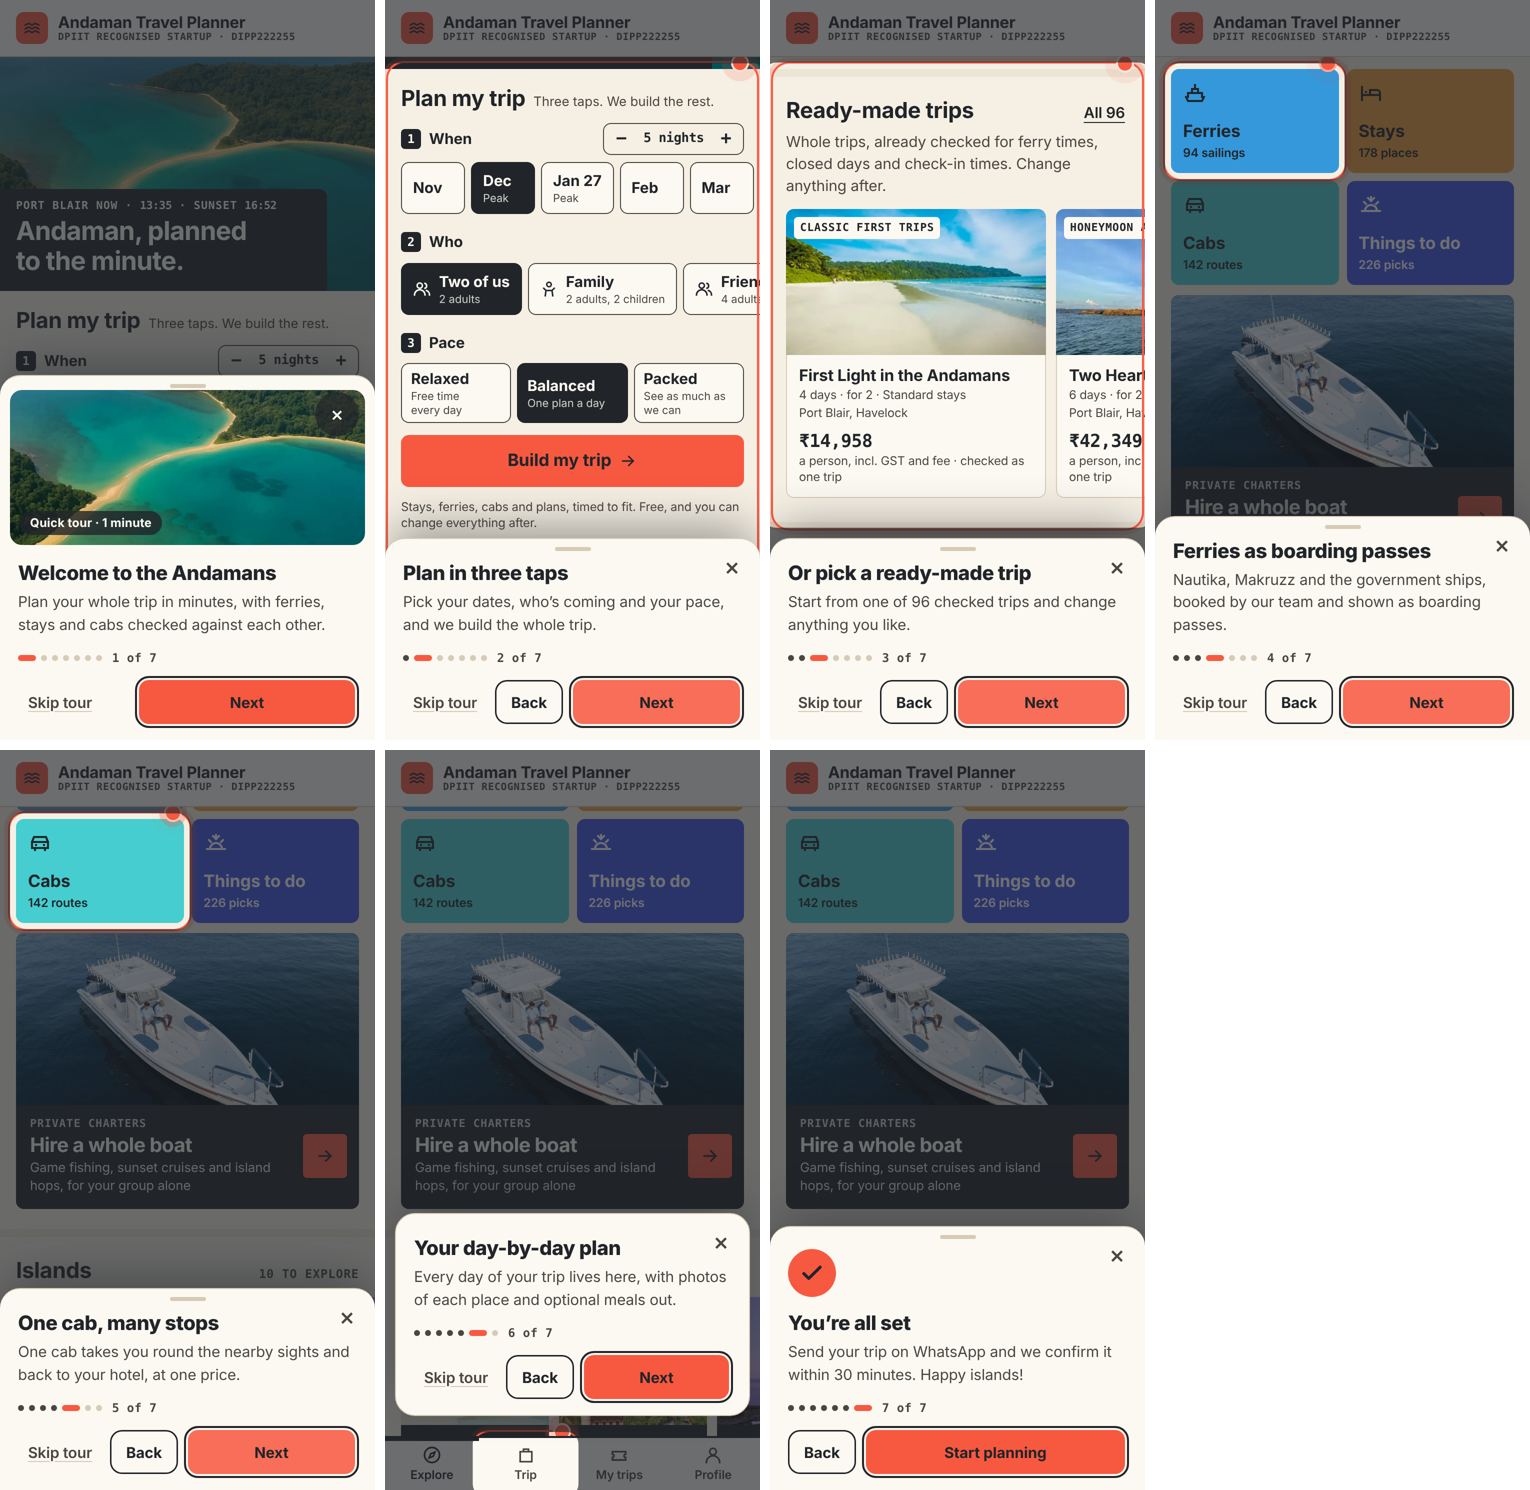 Andaman Travel Planner
DPIIT RECOGNISED STARTUP · DIPP222255
PORT BLAIR NOW · 13:35 · SUNSET 16:52
Andaman, planned
to the minute.
Plan my trip Three taps. We build the rest.
1 When − 5 nights +
Quick tour · 1 minute
Welcome to the Andamans
Plan your whole trip in minutes, with ferries,
stays and cabs checked against each other.
1 of 7
Skip tour Next
Andaman Travel Planner
DPIIT RECOGNISED STARTUP · DIPP222255
Plan my trip Three taps. We build the rest.
1 When − 5 nights +
Nov Dec Jan 27 Feb Mar
Peak Peak
2 Who
Two of us Family Frien
2 adults 2 adults, 2 children 4 adults
3 Pace
Relaxed Balanced Packed
Free time One plan a day See as much as
every day we can
Build my trip →
Stays, ferries, cabs and plans, timed to fit. Free, and you can
change everything after.
Plan in three taps
Pick your dates, who's coming and your pace,
and we build the whole trip.
2 of 7
Skip tour Back Next
Andaman Travel Planner
DPIIT RECOGNISED STARTUP · DIPP222255
Ready-made trips All 96
Whole trips, already checked for ferry times,
closed days and check-in times. Change
anything after.
CLASSIC FIRST TRIPS HONEYMOON
First Light in the Andamans Two Heart
4 days · for 2 · Standard stays 6 days · for 2
Port Blair, Havelock Port Blair, Hav
₹14,958 ₹42,349
a person, incl. GST and fee · checked as a person, inc
one trip one trip
Or pick a ready-made trip
Start from one of 96 checked trips and change
anything you like.
3 of 7
Skip tour Back Next
Andaman Travel Planner
DPIIT RECOGNISED STARTUP · DIPP222255
Ferries Stays
94 sailings 178 places
Cabs Things to do
142 routes 226 picks
PRIVATE CHARTERS
Hire a whole boat
Ferries as boarding passes
Nautika, Makruzz and the government ships,
booked by our team and shown as boarding
passes.
4 of 7
Skip tour Back Next
Andaman Travel Planner
DPIIT RECOGNISED STARTUP · DIPP222255
Cabs Things to do
142 routes 226 picks
PRIVATE CHARTERS
Hire a whole boat
Game fishing, sunset cruises and island
hops, for your group alone
Islands 10 TO EXPLORE
One cab, many stops
One cab takes you round the nearby sights and
back to your hotel, at one price.
5 of 7
Skip tour Back Next
Andaman Travel Planner
DPIIT RECOGNISED STARTUP · DIPP222255
Cabs Things to do
142 routes 226 picks
PRIVATE CHARTERS
Hire a whole boat
Game fishing, sunset cruises and island
hops, for your group alone
Your day-by-day plan
Every day of your trip lives here, with photos
of each place and optional meals out.
6 of 7
Skip tour Back Next
Explore Trip My trips Profile
Andaman Travel Planner
DPIIT RECOGNISED STARTUP · DIPP222255
Cabs Things to do
142 routes 226 picks
PRIVATE CHARTERS
Hire a whole boat
Game fishing, sunset cruises and island
hops, for your group alone
You're all set
Send your trip on WhatsApp and we confirm it
within 30 minutes. Happy islands!
7 of 7
Back Start planning